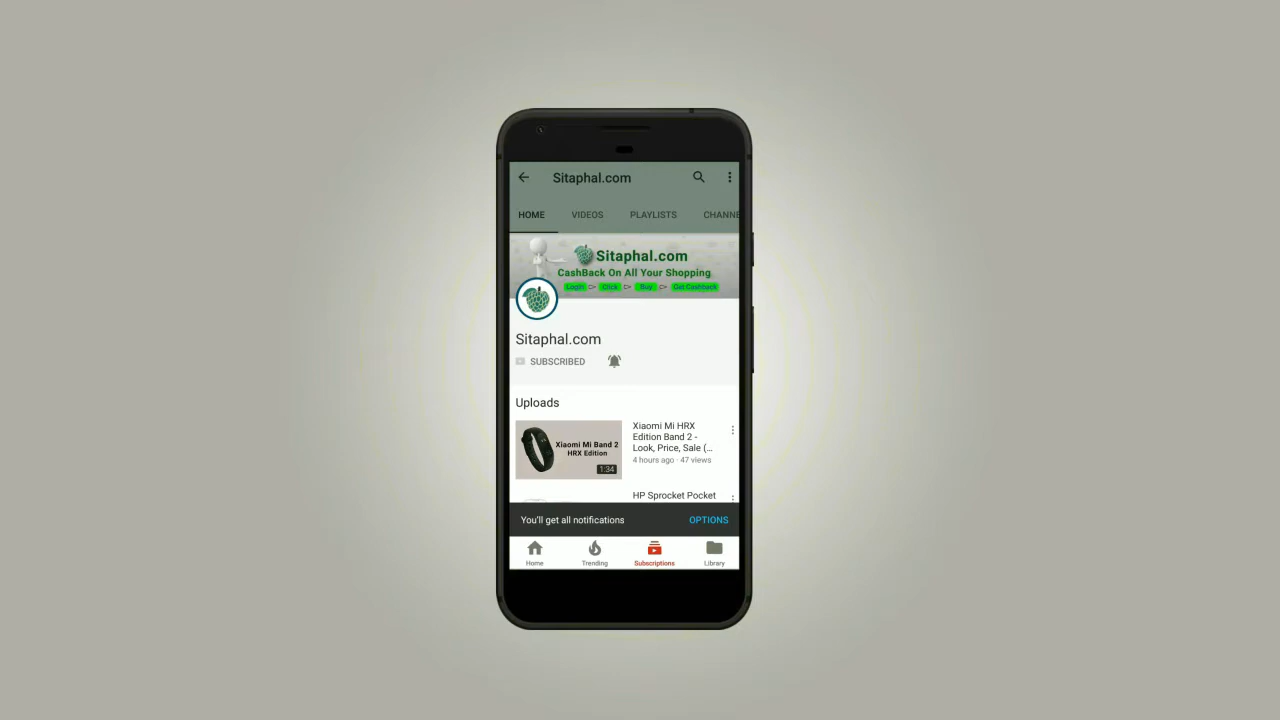 Sitaphal.com
HOME VIDEOS PLAYLISTS CHANNE
Sitaphal.com
CashBack On All Your Shopping
Login Click Buy Get Cashback
Sitaphal.com
SUBSCRIBED
Uploads
Xiaomi Mi Band 2
HRX Edition
1:34
Xiaomi Mi HRX
Edition Band 2 -
Look, Price, Sale (...
4 hours ago · 47 views
HP Sprocket Pocket
You'll get all notifications OPTIONS
Home Trending Subscriptions Library